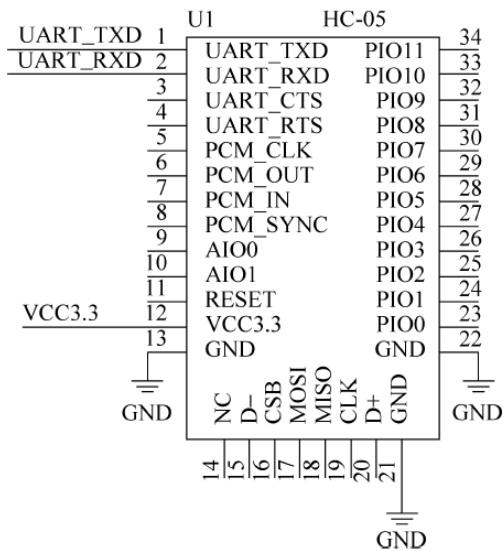 U1 HC-05
UART_TXD 1 UART_TXD PIO11 34
UART_RXD 2 UART_RXD PIO10 33
3 UART_CTS PIO9 32
4 UART_RTS PIO8 31
5 PCM_CLK PIO7 30
6 PCM_OUT PIO6 29
7 PCM_IN PIO5 28
8 PCM_SYNC PIO4 27
9 AIO0 PIO3 26
10 AIO1 PIO2 25
11 RESET PIO1 24
VCC3.3 12 VCC3.3 PIO0 23
13 GND GND 22
GND NC D− CSB MOSI MISO CLK D+ GND GND
14 15 16 17 18 19 20 21
GND